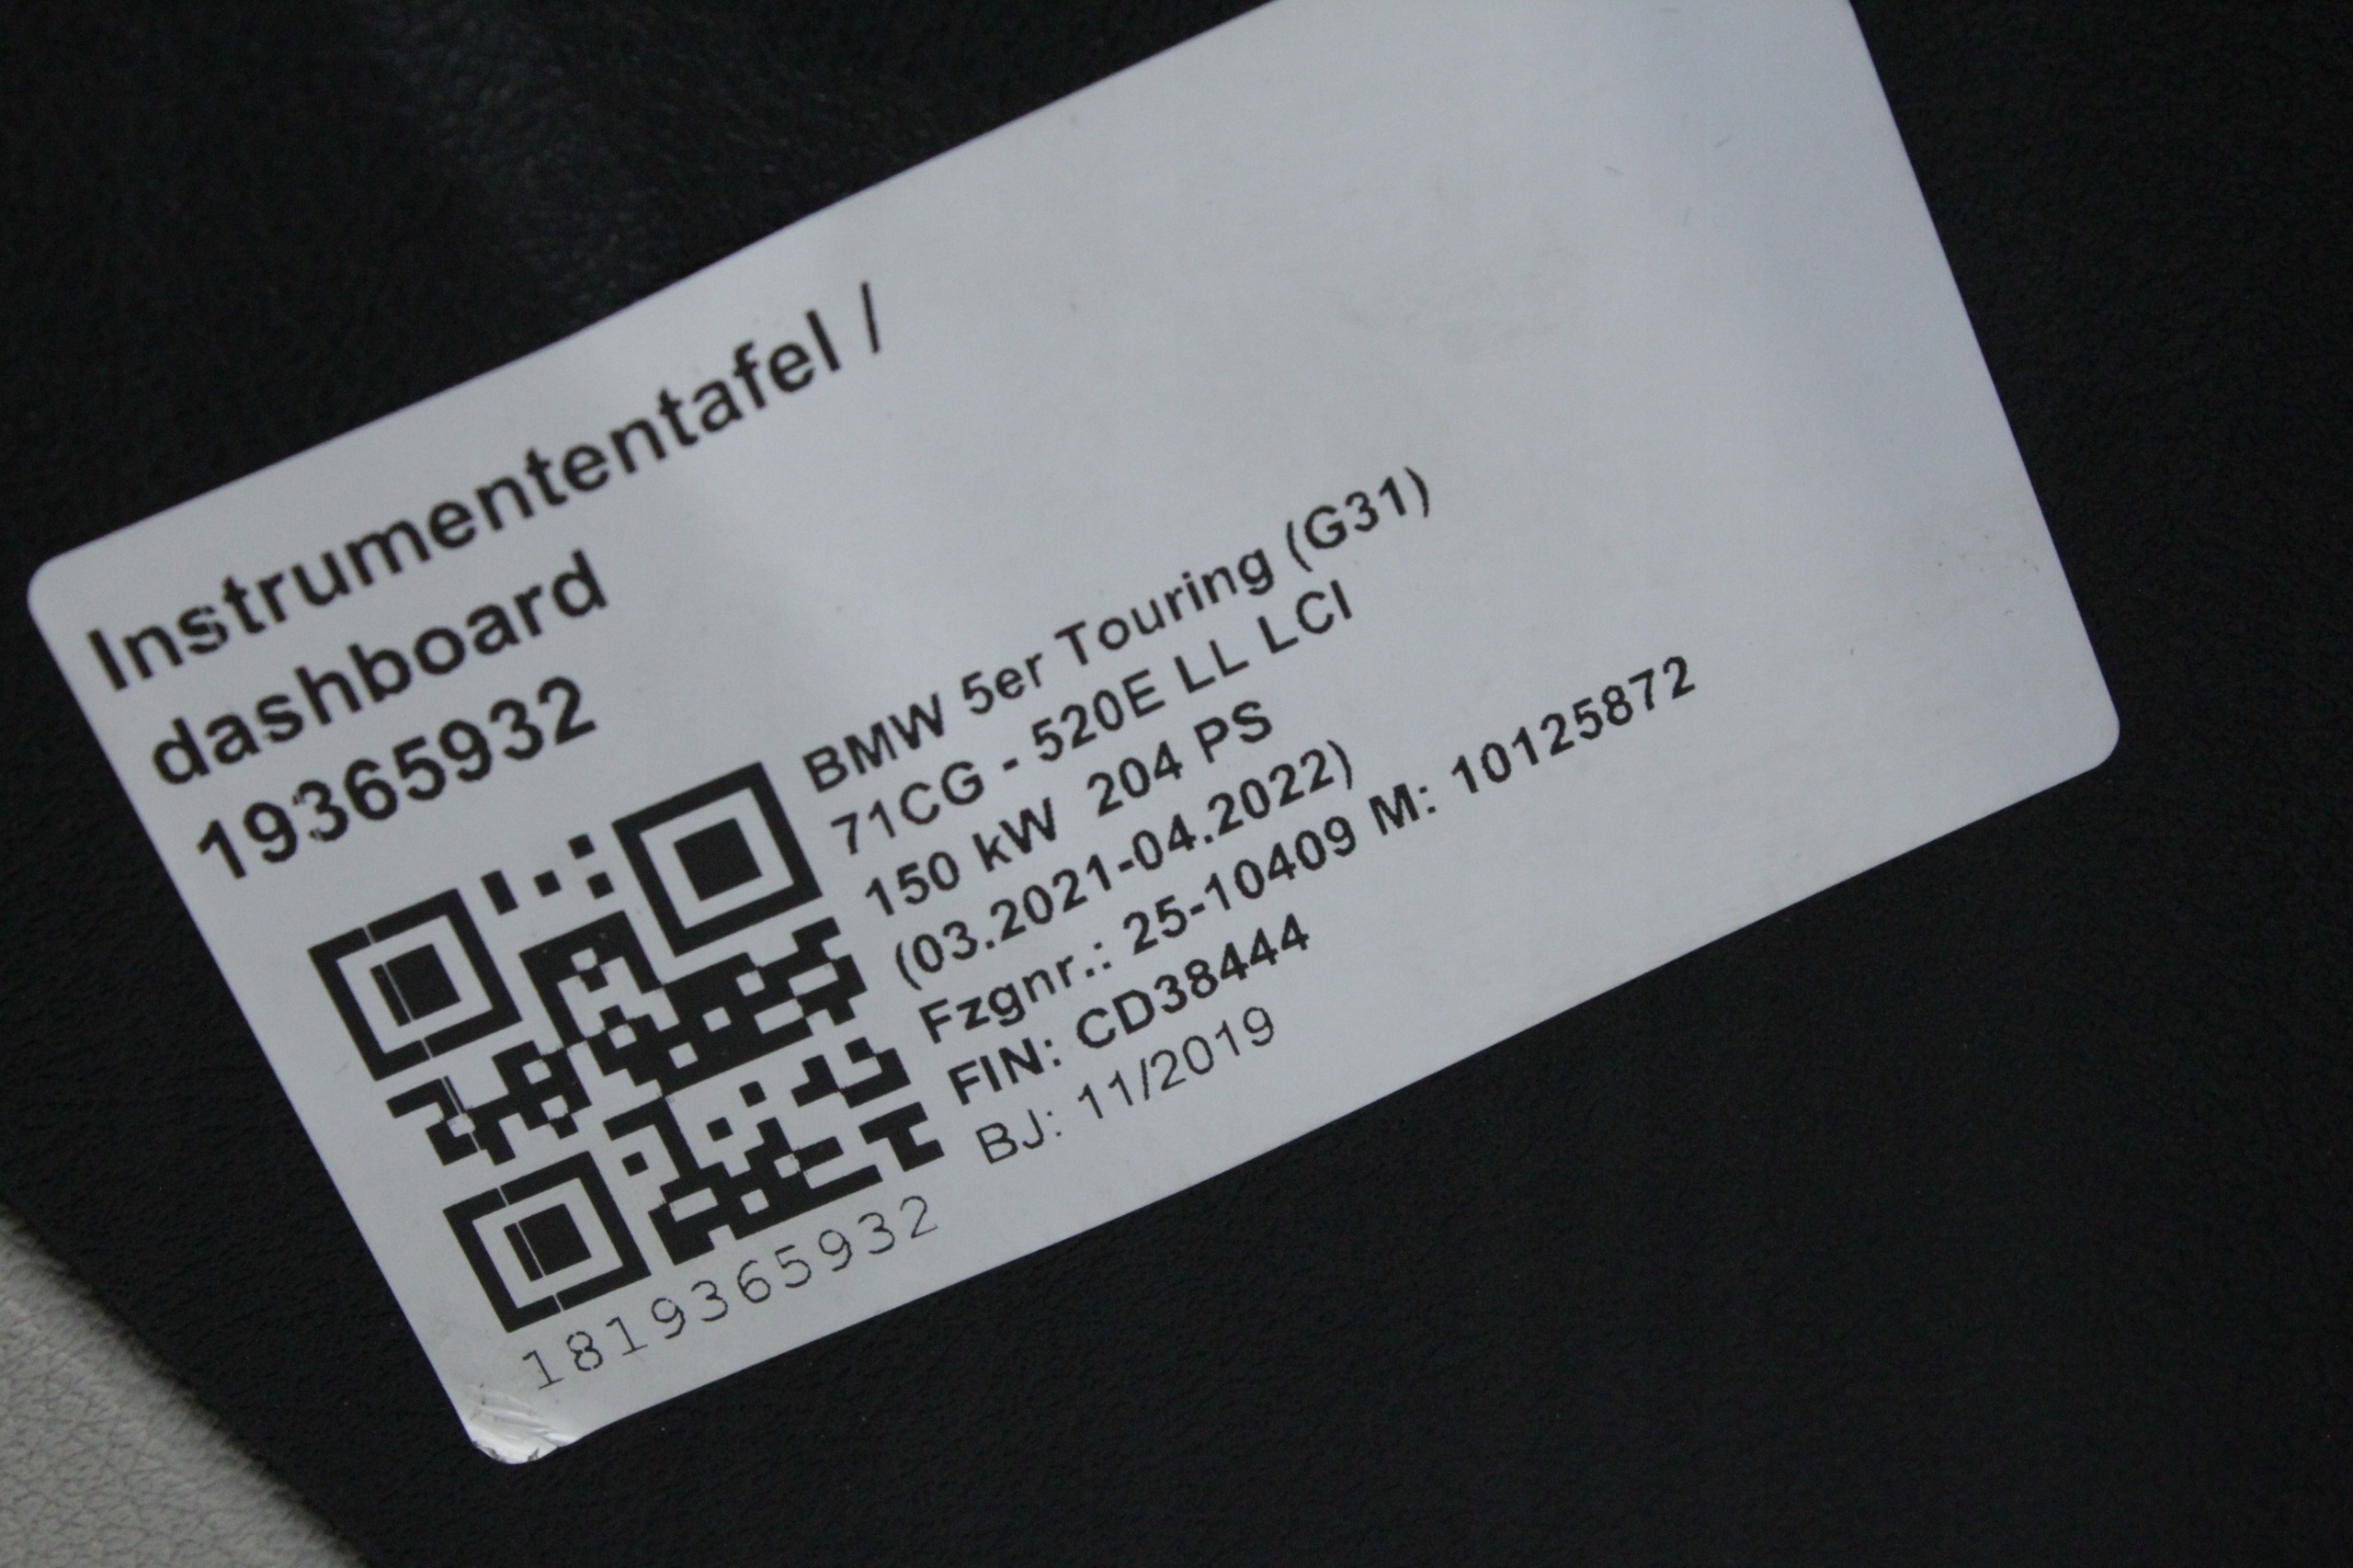 Instrumententafel /
dashboard
19365932
BMW 5er Touring (G31)
71CG - 520E LL LCI
150 kW  204 PS
(03.2021-04.2022)
Fzgnr.: 25-10409 M: 10125872
FIN: CD38444
BJ: 11/2019
1819365932